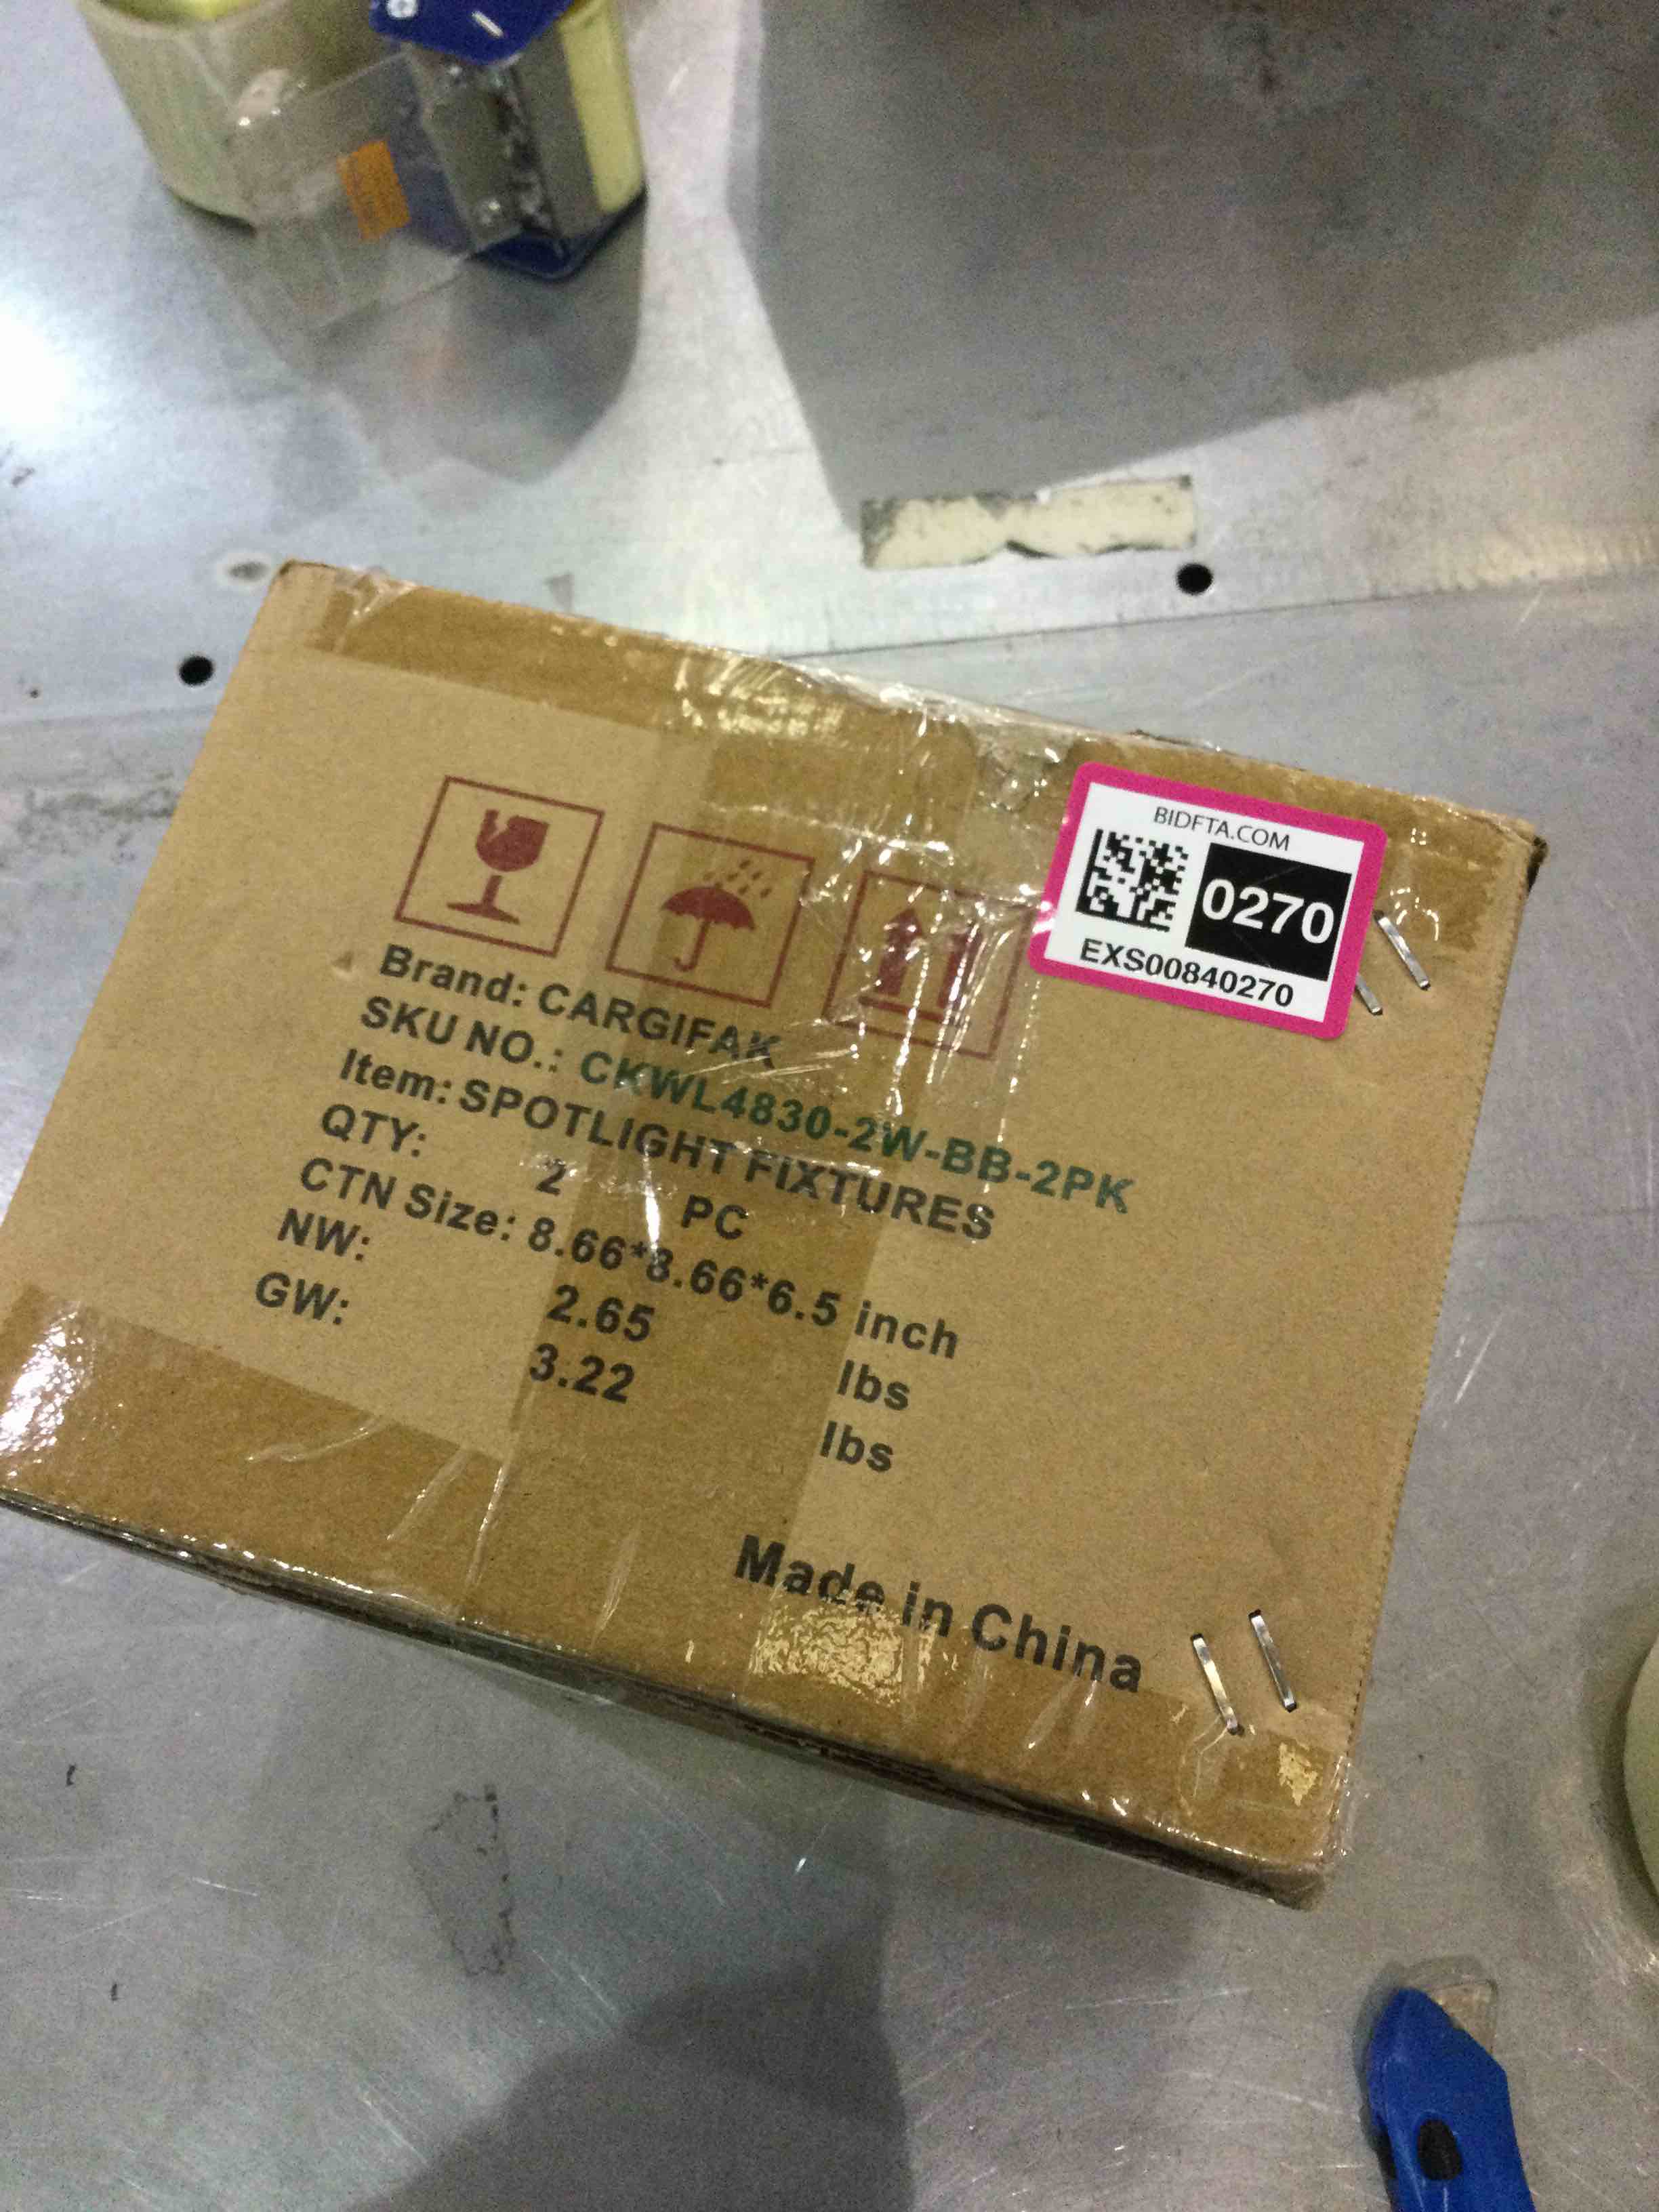 BIDFTA.COM
0270
EXS00840270
Brand: CARGIFAK
SKU NO.: CKWL4830-2W-BB-2PK
Item: SPOTLIGHT FIXTURES
QTY: 2 PC
CTN Size: 8.66*8.66*6.5 inch
NW: 2.65 lbs
GW: 3.22 lbs
Made in China